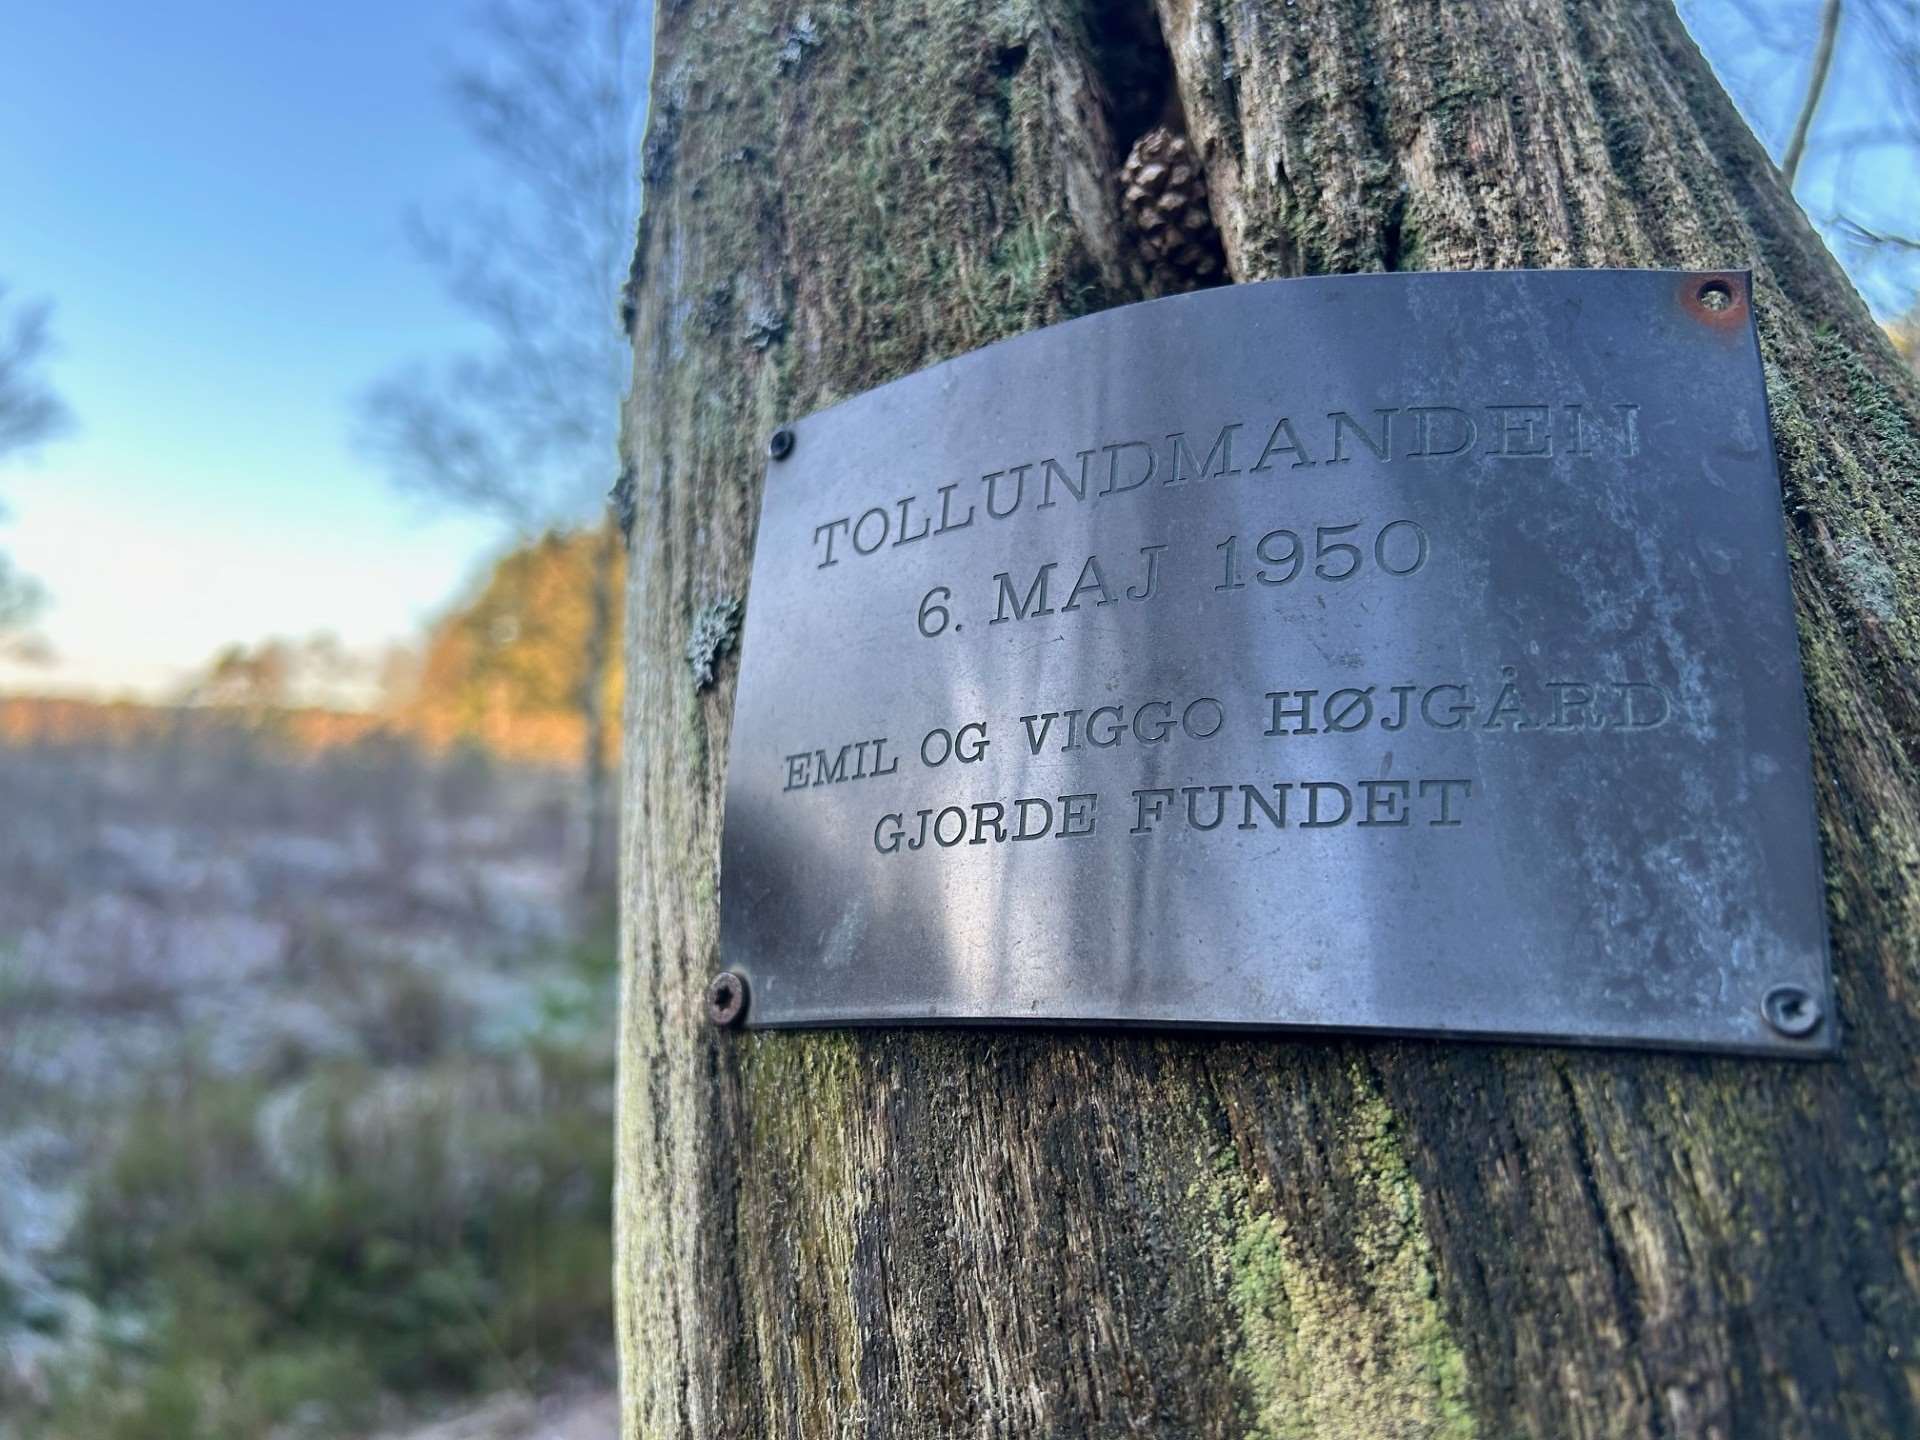 TOLLUNDMANDEN
6. MAJ 1950
EMIL OG VIGGO HØJGÅRD
GJORDE FUNDET